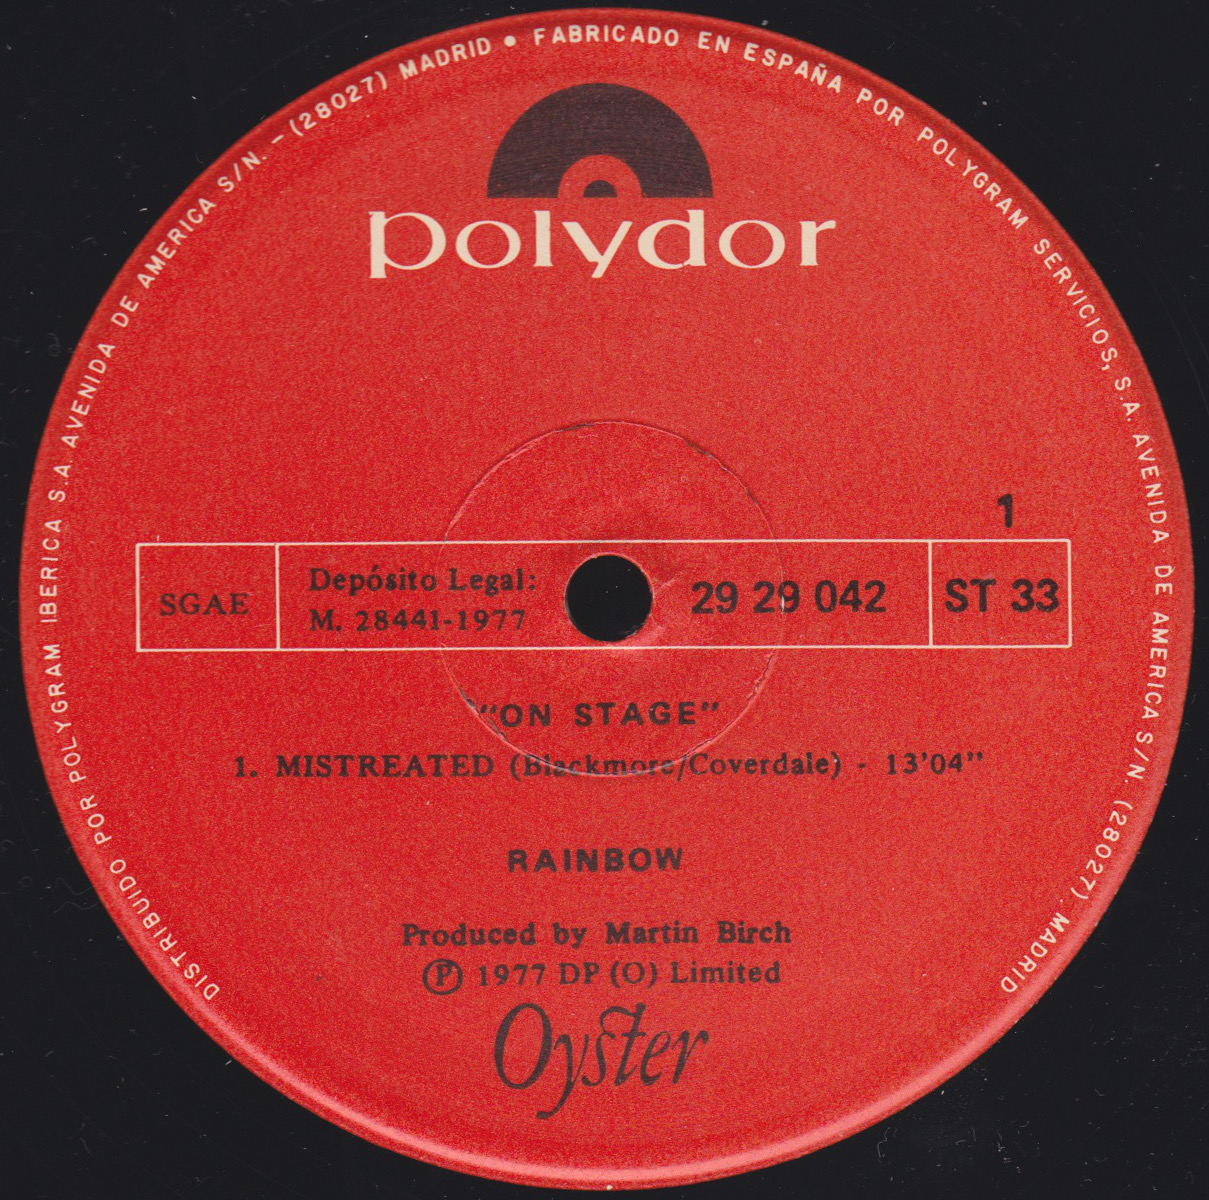 DISTRIBUIDO POR POLYGRAM IBERICA S.A. AVENIDA DE AMERICA S/N. – (28027) MADRID • FABRICADO EN ESPAÑA POR POLYGRAM SERVICIOS, S.A. AVENIDA DE AMERICA S/N. (28027). MADRID
polydor
1
SGAE
Depósito Legal:
M. 28441-1977
29 29 042
ST 33
"ON STAGE"
1. MISTREATED (Blackmore/Coverdale) - 13'04"
RAINBOW
Produced by Martin Birch
Ⓟ 1977 DP (O) Limited
Oyster